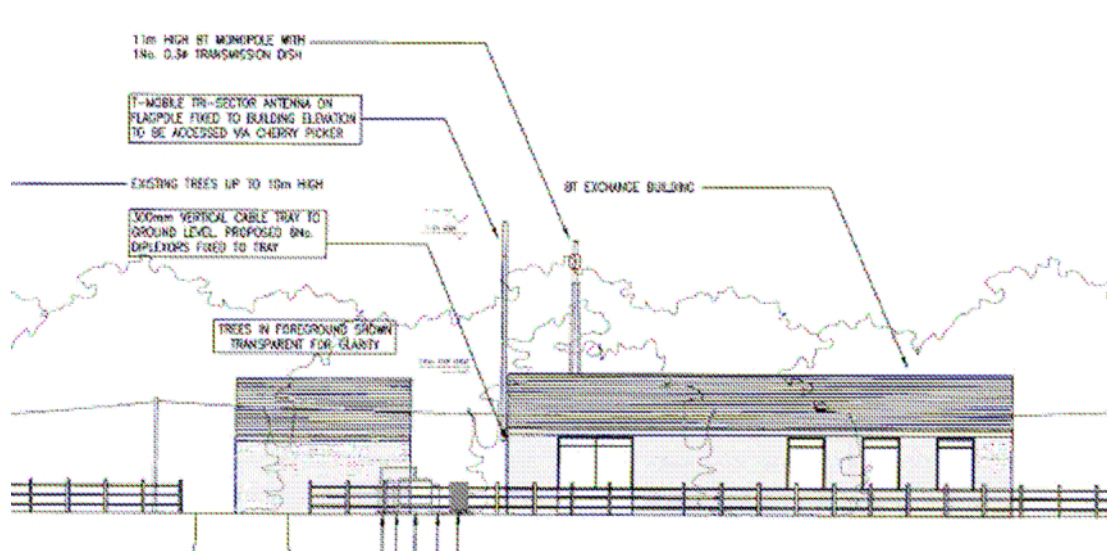 11m HIGH BT MONOPOLE WITH
1No. 0.3Ø TRANSMISSION DISH
T-MOBILE TRI-SECTOR ANTENNA ON
FLAGPOLE FIXED TO BUILDING ELEVATION
TO BE ACCESSED VIA CHERRY PICKER
EXISTING TREES UP TO 10m HIGH
BT EXCHANGE BUILDING
300mm VERTICAL CABLE TRAY TO
GROUND LEVEL. PROPOSED 6No.
DIPLEXORS FIXED TO TRAY
TREES IN FOREGROUND SHOWN
TRANSPARENT FOR CLARITY